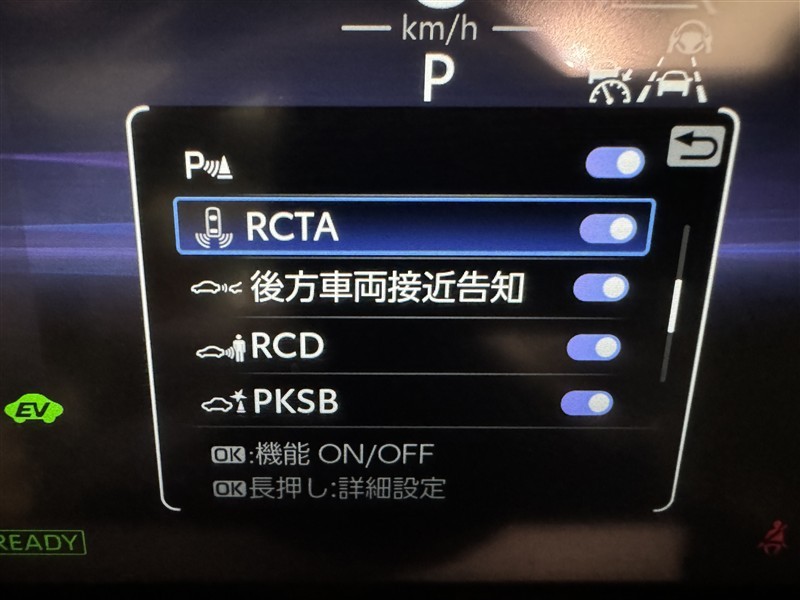 km/h
P
P
RCTA
後方車両接近告知
RCD
PKSB
OK:機能 ON/OFF
OK長押し:詳細設定
EV
READY